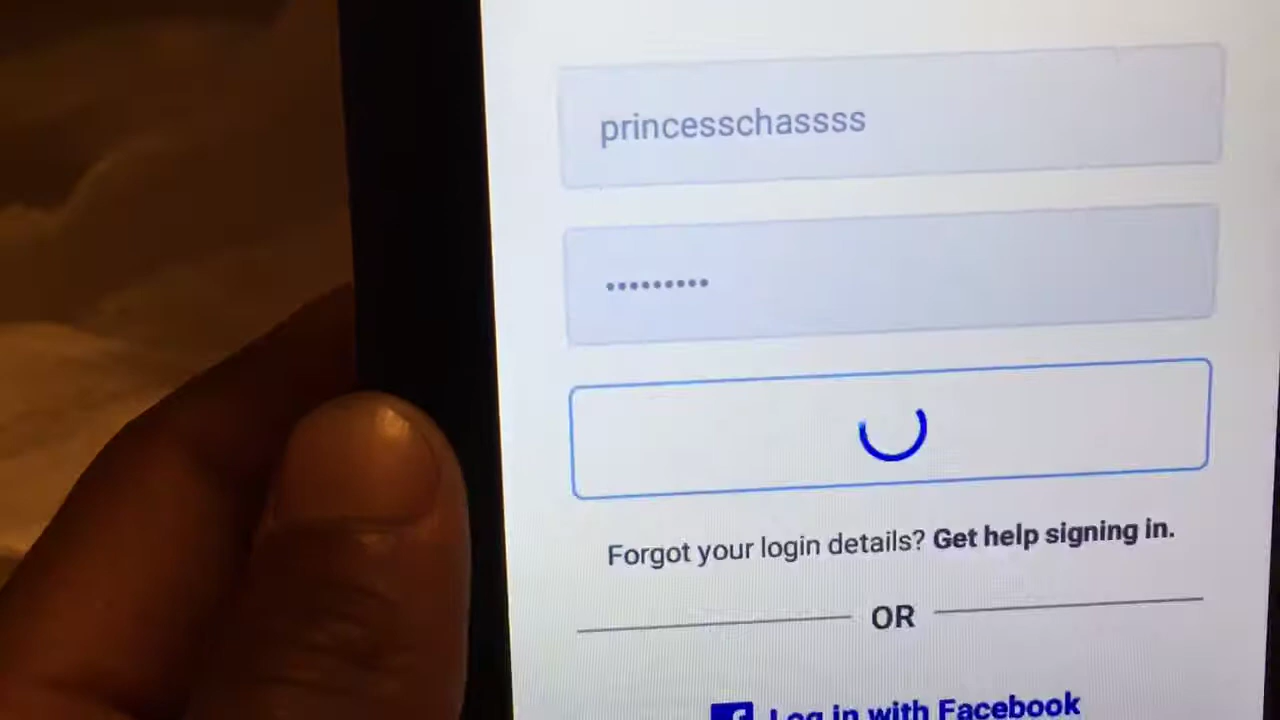 princesschassss
•••••••••
Forgot your login details? Get help signing in.
OR
Log in with Facebook